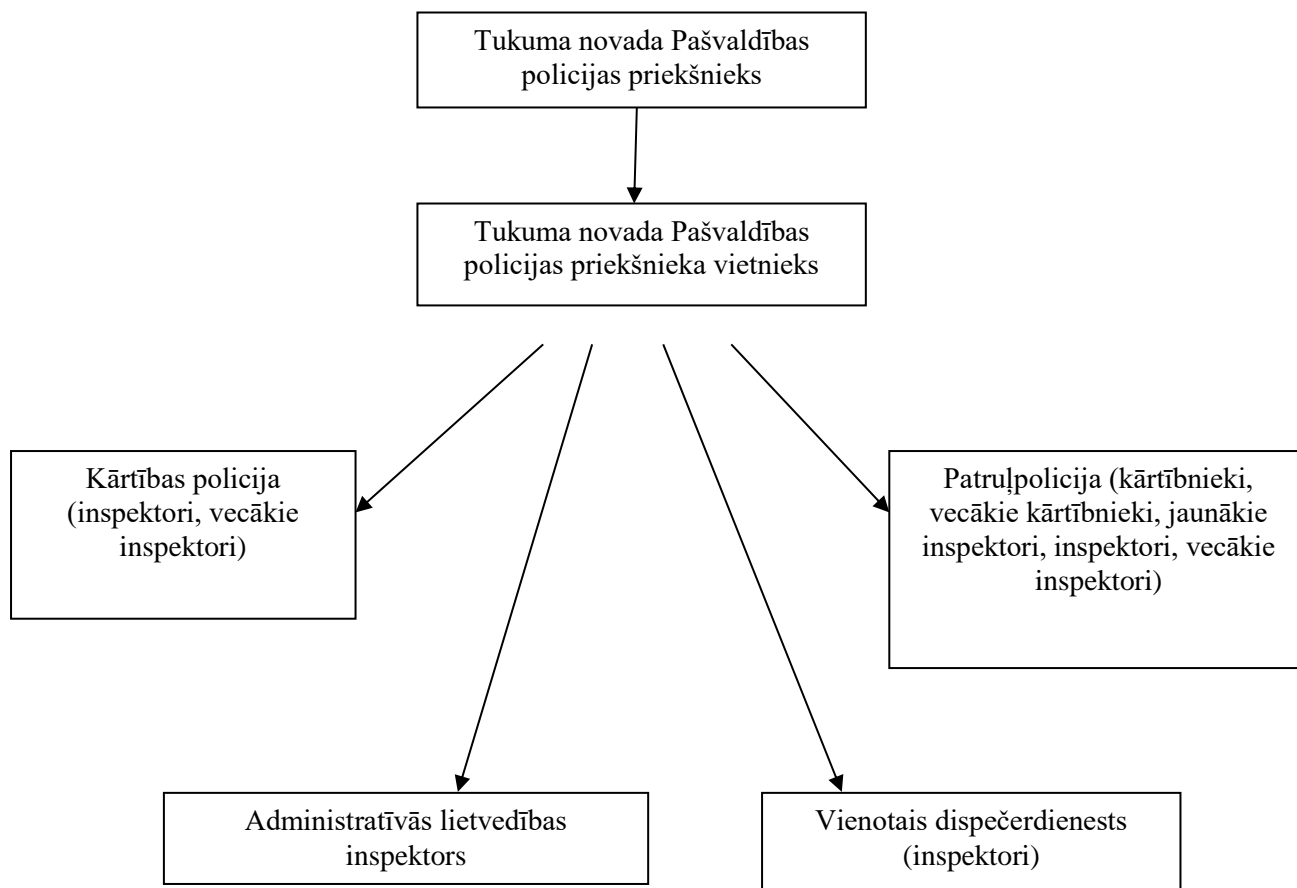 Tukuma novada Pašvaldības
policijas priekšnieks
Tukuma novada Pašvaldības
policijas priekšnieka vietnieks
Kārtības policija
(inspektori, vecākie
inspektori)
Patruļpolicija (kārtībnieki,
vecākie kārtībnieki, jaunākie
inspektori, inspektori, vecākie
inspektori)
Administratīvās lietvedības
inspektors
Vienotais dispečerdienests
(inspektori)